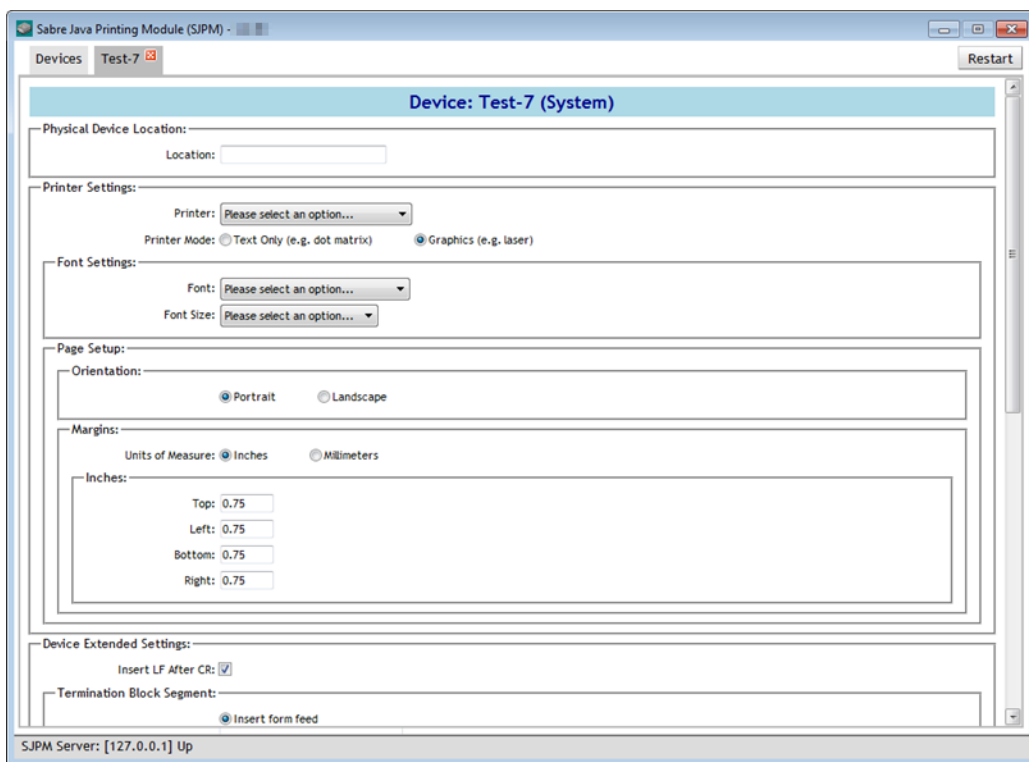 Sabre Java Printing Module (SJPM) -
Devices Test-7 Restart
Device: Test-7 (System)
Physical Device Location:
Location:
Printer Settings:
Printer: Please select an option...
Printer Mode: Text Only (e.g. dot matrix) Graphics (e.g. laser)
Font Settings:
Font: Please select an option...
Font Size: Please select an option...
Page Setup:
Orientation:
Portrait Landscape
Margins:
Units of Measure: Inches Millimeters
Inches:
Top: 0.75
Left: 0.75
Bottom: 0.75
Right: 0.75
Device Extended Settings:
Insert LF After CR:
Termination Block Segment:
Insert form feed
SJPM Server: [127.0.0.1] Up